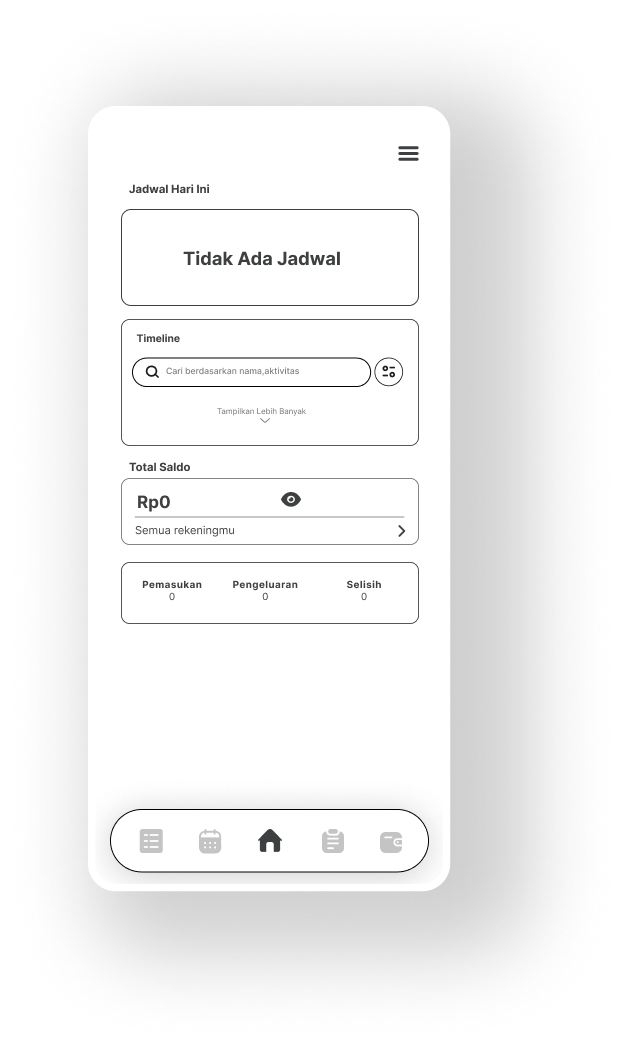 Jadwal Hari Ini
Tidak Ada Jadwal
Timeline
Cari berdasarkan nama,aktivitas
Tampilkan Lebih Banyak
Total Saldo
Rp0
Semua rekeningmu
Pemasukan Pengeluaran Selisih
0 0 0